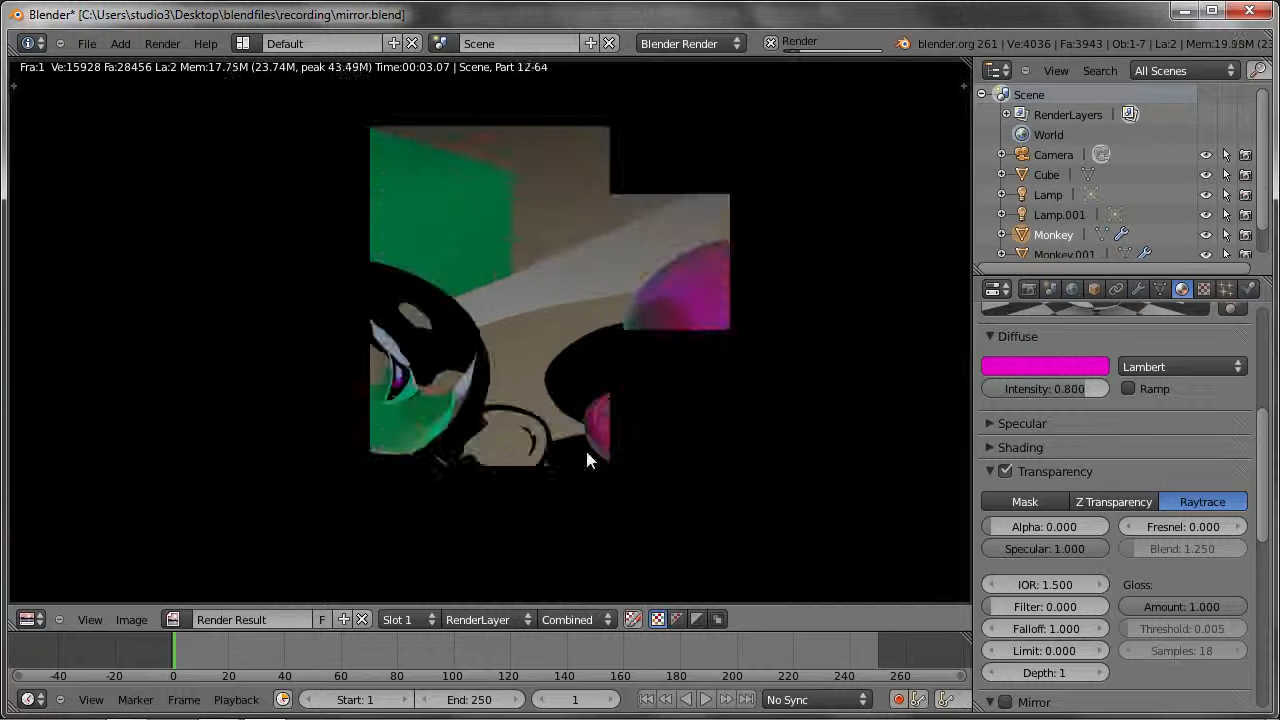 Blender* [C:\Users\studio3\Desktop\blendfiles\recording\mirror.blend]
File Add Render Help Default Scene Blender Render Render blender.org 261 | Ve:4036 | Fa:3943 | Ob:1-7 | La:2 | Mem:19.98M (23
Fra:1 Ve:15928 Fa:28456 La:2 Mem:17.75M (23.74M, peak 43.49M) Time:00:03.07 | Scene, Part 12-64
View Search All Scenes
Scene
RenderLayers |
World
Camera |
Cube |
Lamp |
Lamp.001 |
Monkey |
Monkey.001 |
Diffuse
Lambert
Intensity: 0.800 Ramp
Specular
Shading
Transparency
Mask Z Transparency Raytrace
Alpha: 0.000 Fresnel: 0.000
Specular: 1.000 Blend: 1.250
IOR: 1.500 Gloss:
Filter: 0.000 Amount: 1.000
Falloff: 1.000 Threshold: 0.005
Limit: 0.000 Samples: 18
Depth: 1
Mirror
View Image Render Result F Slot 1 RenderLayer Combined
-40 -20 0 20 40 60 80 100 120 140 160 180 200 220 240 260
View Marker Frame Playback Start: 1 End: 250 1 No Sync